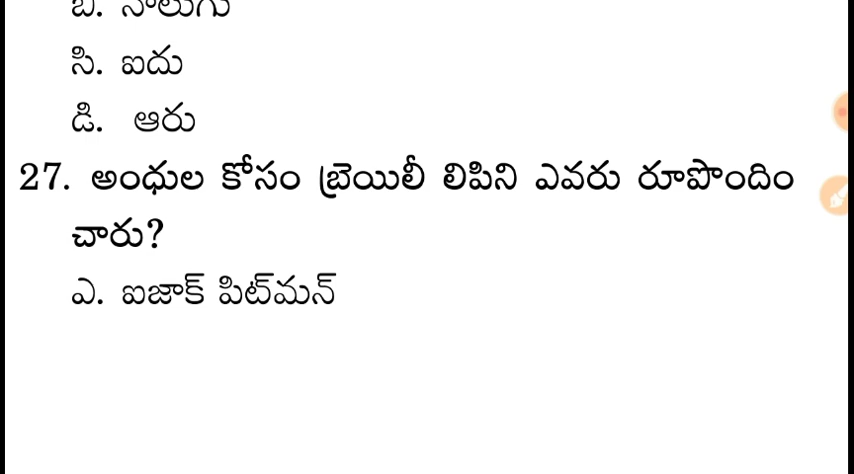 బి. నాలుగు
సి. ఐదు
డి. ఆరు
27. అంధుల కోసం బ్రెయిలీ లిపిని ఎవరు రూపొందిం
చారు?
ఎ. ఐజాక్ పిట్‌మన్